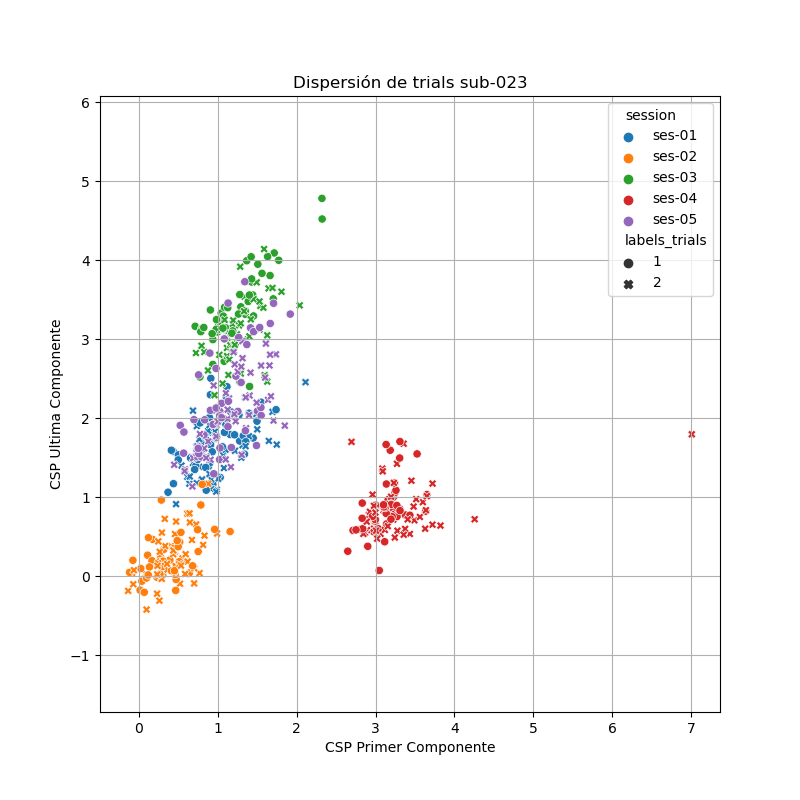 Dispersión de trials sub-023
6
5
4
3
2
1
0
−1
CSP Ultima Componente
0 1 2 3 4 5 6 7
CSP Primer Componente
session
ses-01
ses-02
ses-03
ses-04
ses-05
labels_trials
1
2